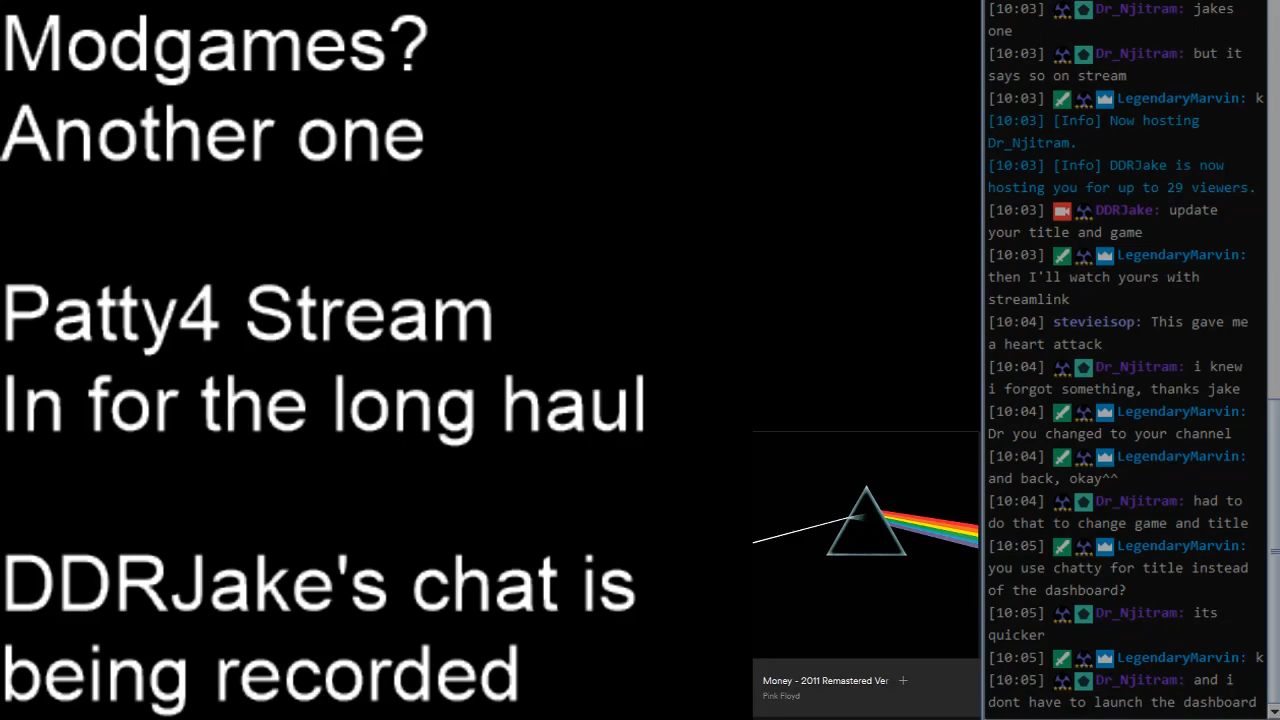 Modgames?
Another one
Patty4 Stream
In for the long haul
DDRJake's chat is
being recorded
Money - 2011 Remastered Ver
Pink Floyd
[10:03] Dr_Njitram: jakes
one
[10:03] Dr_Njitram: but it
says so on stream
[10:03] LegendaryMarvin: k
[10:03] [Info] Now hosting
Dr_Njitram.
[10:03] [Info] DDRJake is now
hosting you for up to 29 viewers.
[10:03] DDRJake: update
your title and game
[10:03] LegendaryMarvin:
then I'll watch yours with
streamlink
[10:04] stevieisop: This gave me
a heart attack
[10:04] Dr_Njitram: i knew
i forgot something, thanks jake
[10:04] LegendaryMarvin:
Dr you changed to your channel
[10:04] LegendaryMarvin:
and back, okay^^
[10:04] Dr_Njitram: had to
do that to change game and title
[10:05] LegendaryMarvin:
you use chatty for title instead
of the dashboard?
[10:05] Dr_Njitram: its
quicker
[10:05] LegendaryMarvin: k
[10:05] Dr_Njitram: and i
dont have to launch the dashboard